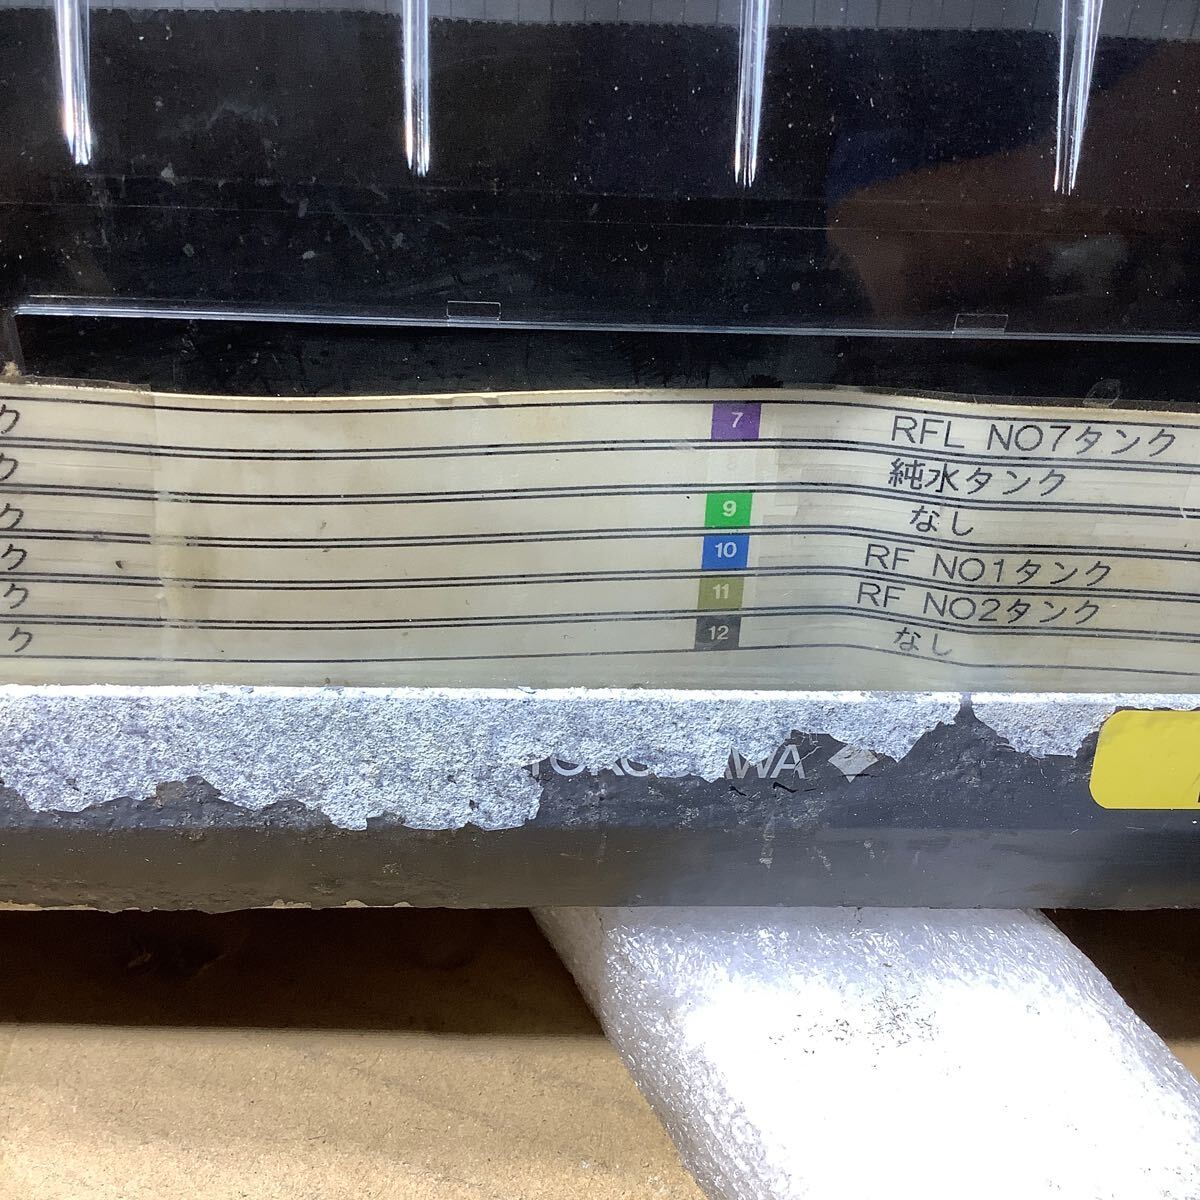 ク
7 RFL NO7タンク
ク
8 純水タンク
ク
9 なし
ク
10 RF NO1タンク
ク
11 RF NO2タンク
ク
12 なし